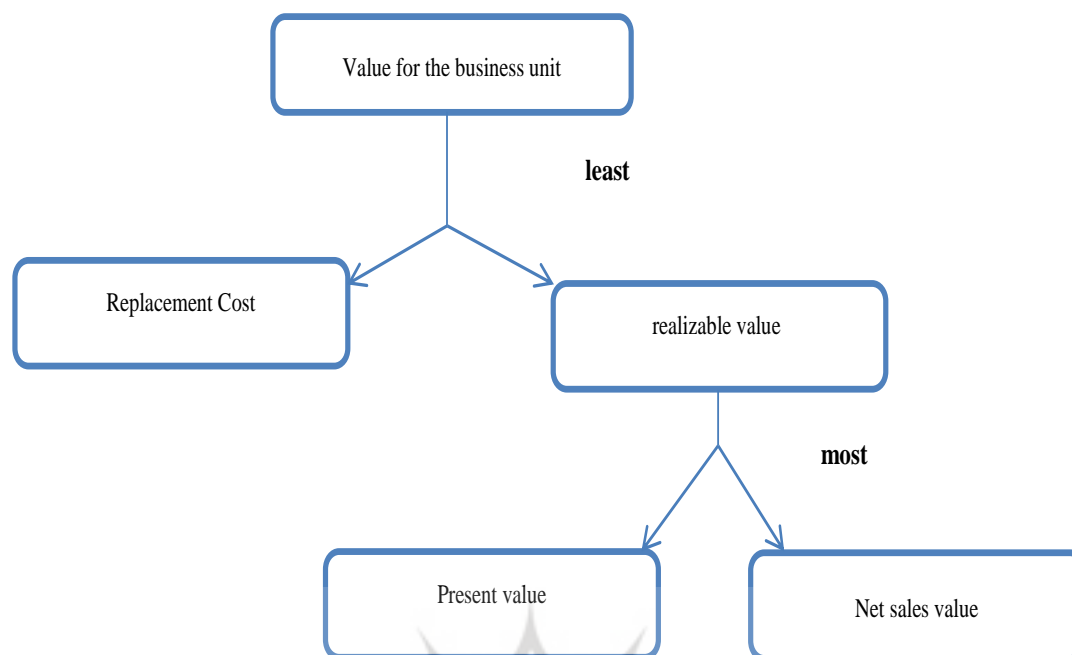 Value for the business unit
least
Replacement Cost
realizable value
most
Present value
Net sales value